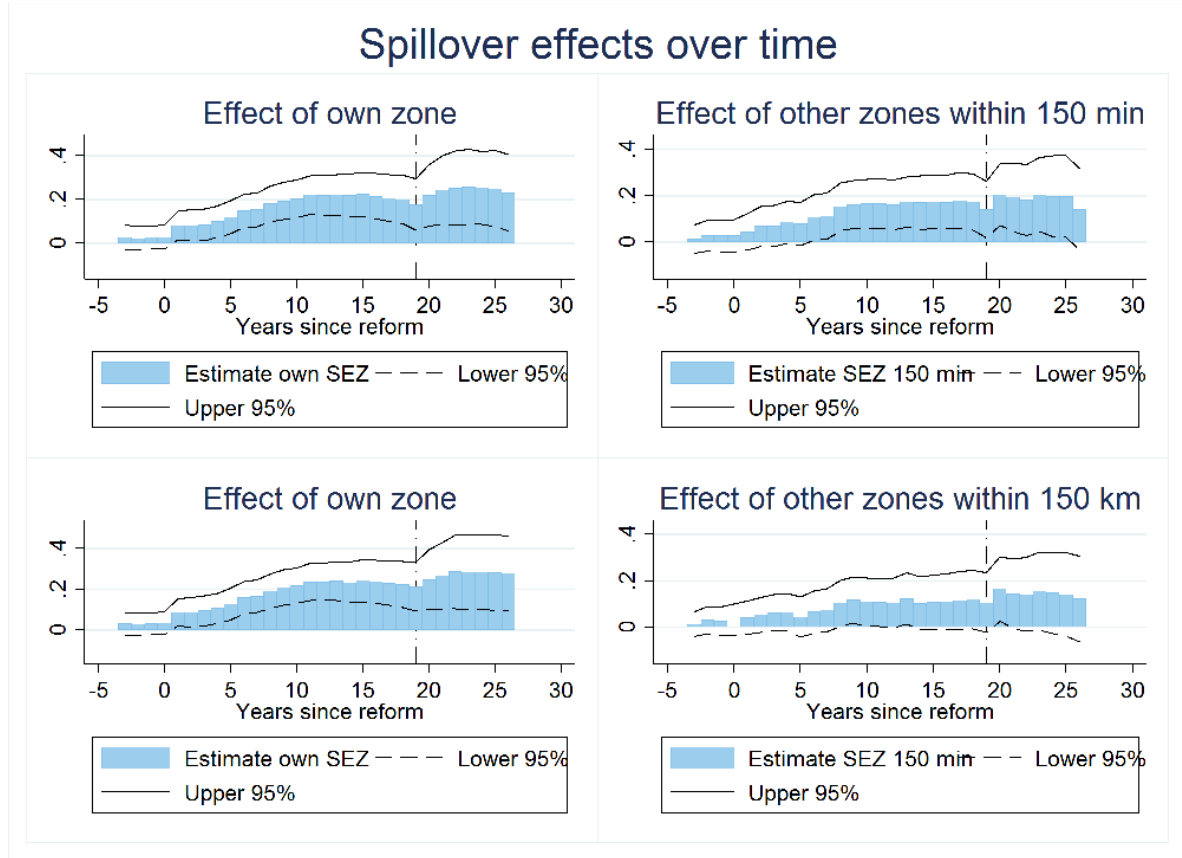 Spillover effects over time
Effect of own zone
.4
.2
0
-5 0 5 10 15 20 25 30
Years since reform
Estimate own SEZ Lower 95%
Upper 95%
Effect of other zones within 150 min
.4
.2
0
-5 0 5 10 15 20 25 30
Years since reform
Estimate SEZ 150 min Lower 95%
Upper 95%
Effect of own zone
.4
.2
0
-5 0 5 10 15 20 25 30
Years since reform
Estimate own SEZ Lower 95%
Upper 95%
Effect of other zones within 150 km
.4
.2
0
-5 0 5 10 15 20 25 30
Years since reform
Estimate SEZ 150 min Lower 95%
Upper 95%